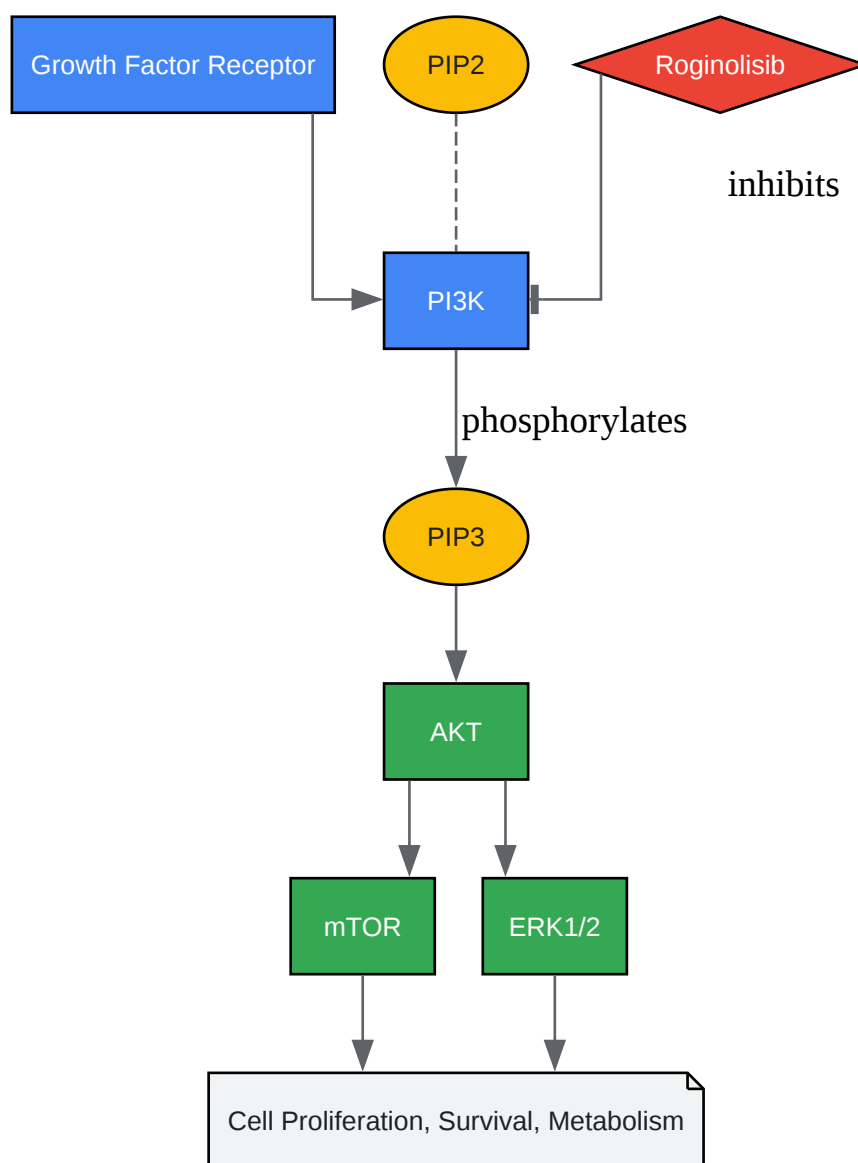 Growth Factor Receptor
PIP2
Roginolisib
inhibits
PI3K
phosphorylates
PIP3
AKT
mTOR
ERK1/2
Cell Proliferation, Survival, Metabolism